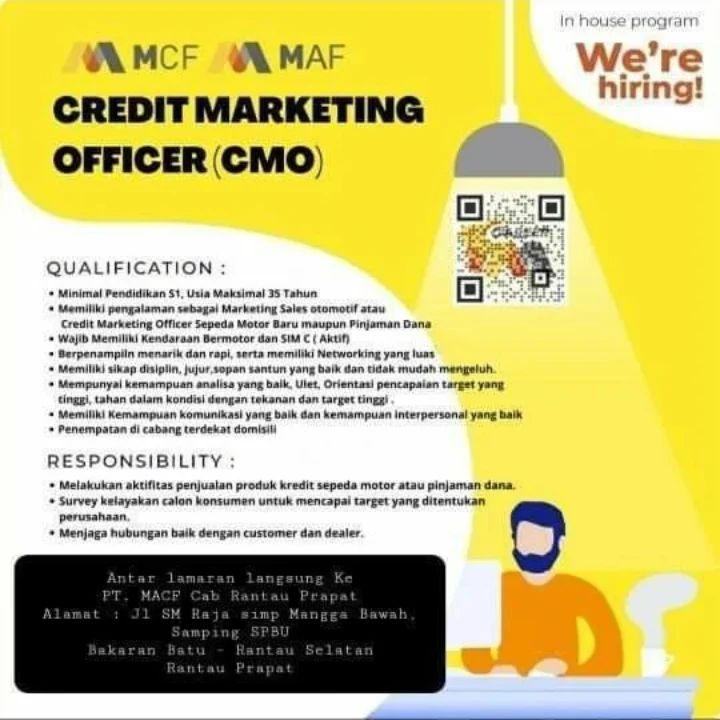 In house program
We're
hiring!
MCF MAF
CREDIT MARKETING
OFFICER (CMO)
QUALIFICATION :
• Minimal Pendidikan S1, Usia Maksimal 35 Tahun
• Memiliki pengalaman sebagai Marketing Sales otomotif atau
Credit Marketing Officer Sepeda Motor Baru maupun Pinjaman Dana
• Wajib Memiliki Kendaraan Bermotor dan SIM C ( Aktif)
• Berpenampiln menarik dan rapi, serta memiliki Networking yang luas
• Memiliki sikap disiplin, jujur,sopan santun yang baik dan tidak mudah mengeluh.
• Mempunyai kemampuan analisa yang baik, Ulet, Orientasi pencapaian target yang
tinggi, tahan dalam kondisi dengan tekanan dan target tinggi .
• Memiliki Kemampuan komunikasi yang baik dan kemampuan interpersonal yang baik
• Penempatan di cabang terdekat domisili
RESPONSIBILITY :
• Melakukan aktifitas penjualan produk kredit sepeda motor atau pinjaman dana.
• Survey kelayakan calon konsumen untuk mencapai target yang ditentukan
perusahaan.
• Menjaga hubungan baik dengan customer dan dealer.
Antar lamaran langsung Ke
PT. MACF Cab Rantau Prapat
Alamat : Jl SM Raja simp Mangga Bawah,
Samping SPBU
Bakaran Batu - Rantau Selatan
Rantau Prapat